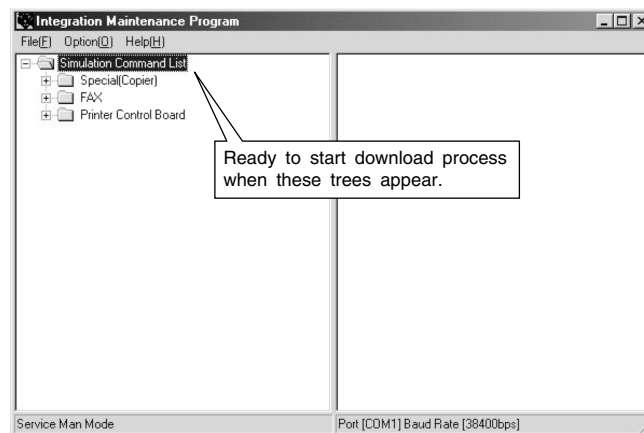 Integration Maintenance Program
File(F) Option(O) Help(H)
Simulation Command List
Special(Copier)
FAX
Printer Control Board
Ready to start download process
when these trees appear.
Service Man Mode
Port [COM1] Baud Rate [38400bps]